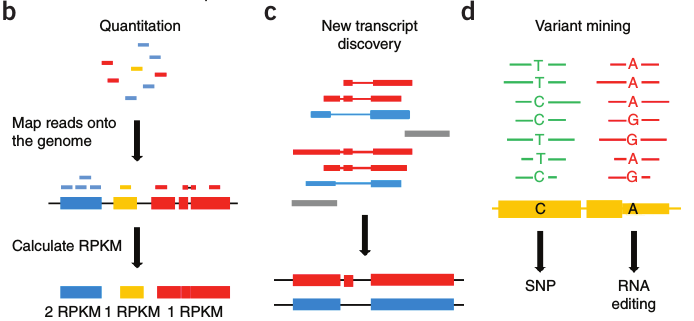 b
Quantitation
Map reads onto
the genome
Calculate RPKM
2 RPKM 1 RPKM 1 RPKM
c
New transcript
discovery
d
Variant mining
T A
T A
C A
C G
T G
T A
C G
C A
SNP
RNA
editing